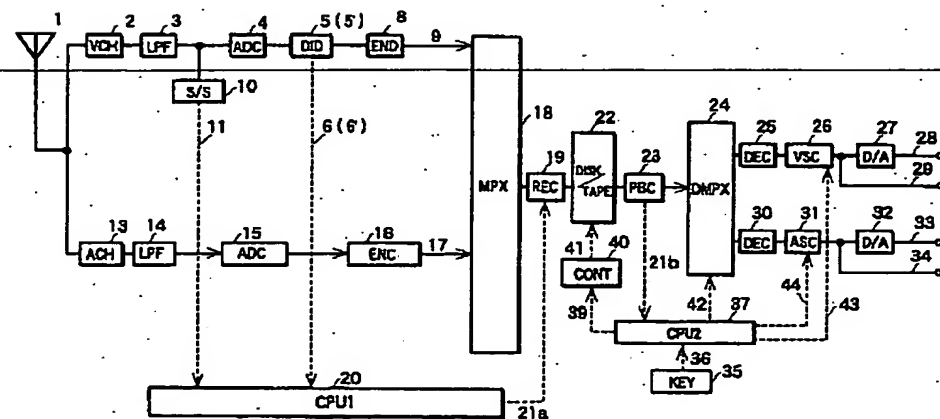 1
2 3 4 5 (5') 8 9
VCH LPF ADC DID END
S/S 10
11
6 (6')
18
24
22
25 26 27 28
DEC VSC D/A
29
19
23
MPX REC DISK TAPE PBC DMPX
13 14 15 16 17
ACH LPF ADC ENC
30 31 32 33
DEC ASC D/A
34
41 40
CONT
21b
39
42 37
44 43
CPU2
36
KEY 35
20
CPU1
21a